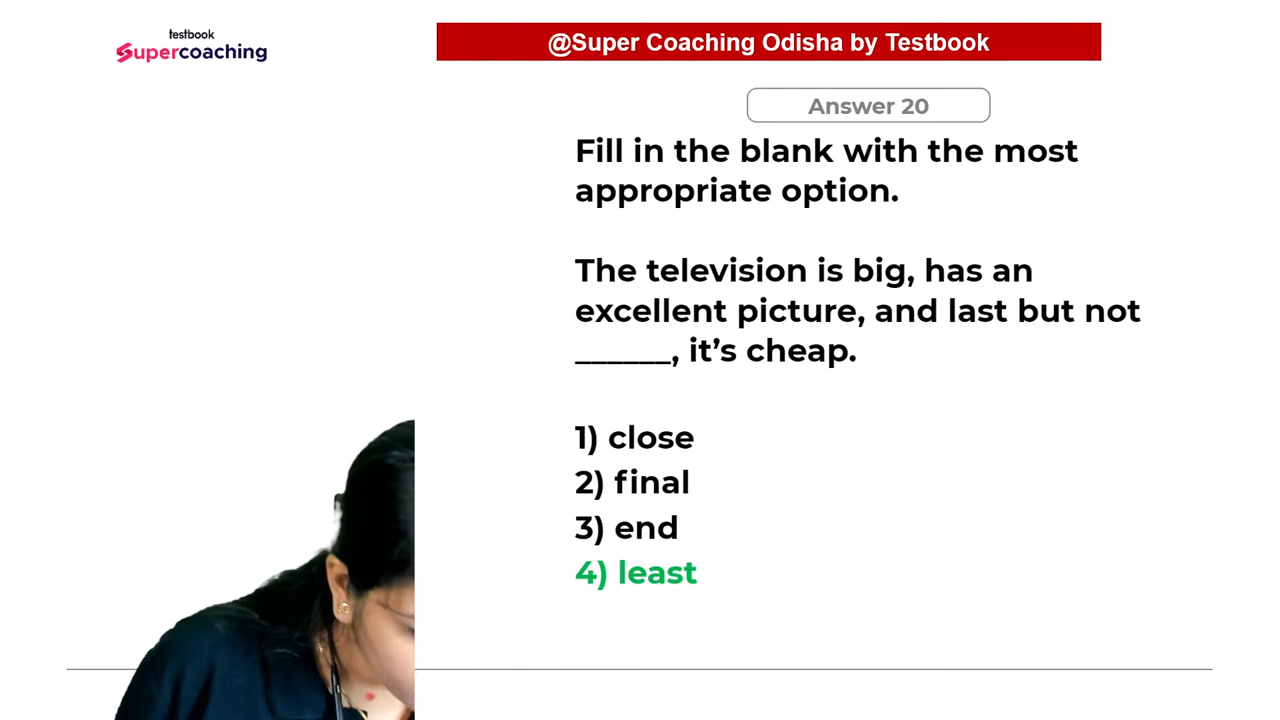 testbook
Supercoaching
@Super Coaching Odisha by Testbook
Answer 20
Fill in the blank with the most
appropriate option.
The television is big, has an
excellent picture, and last but not
______, it’s cheap.
1) close
2) final
3) end
4) least